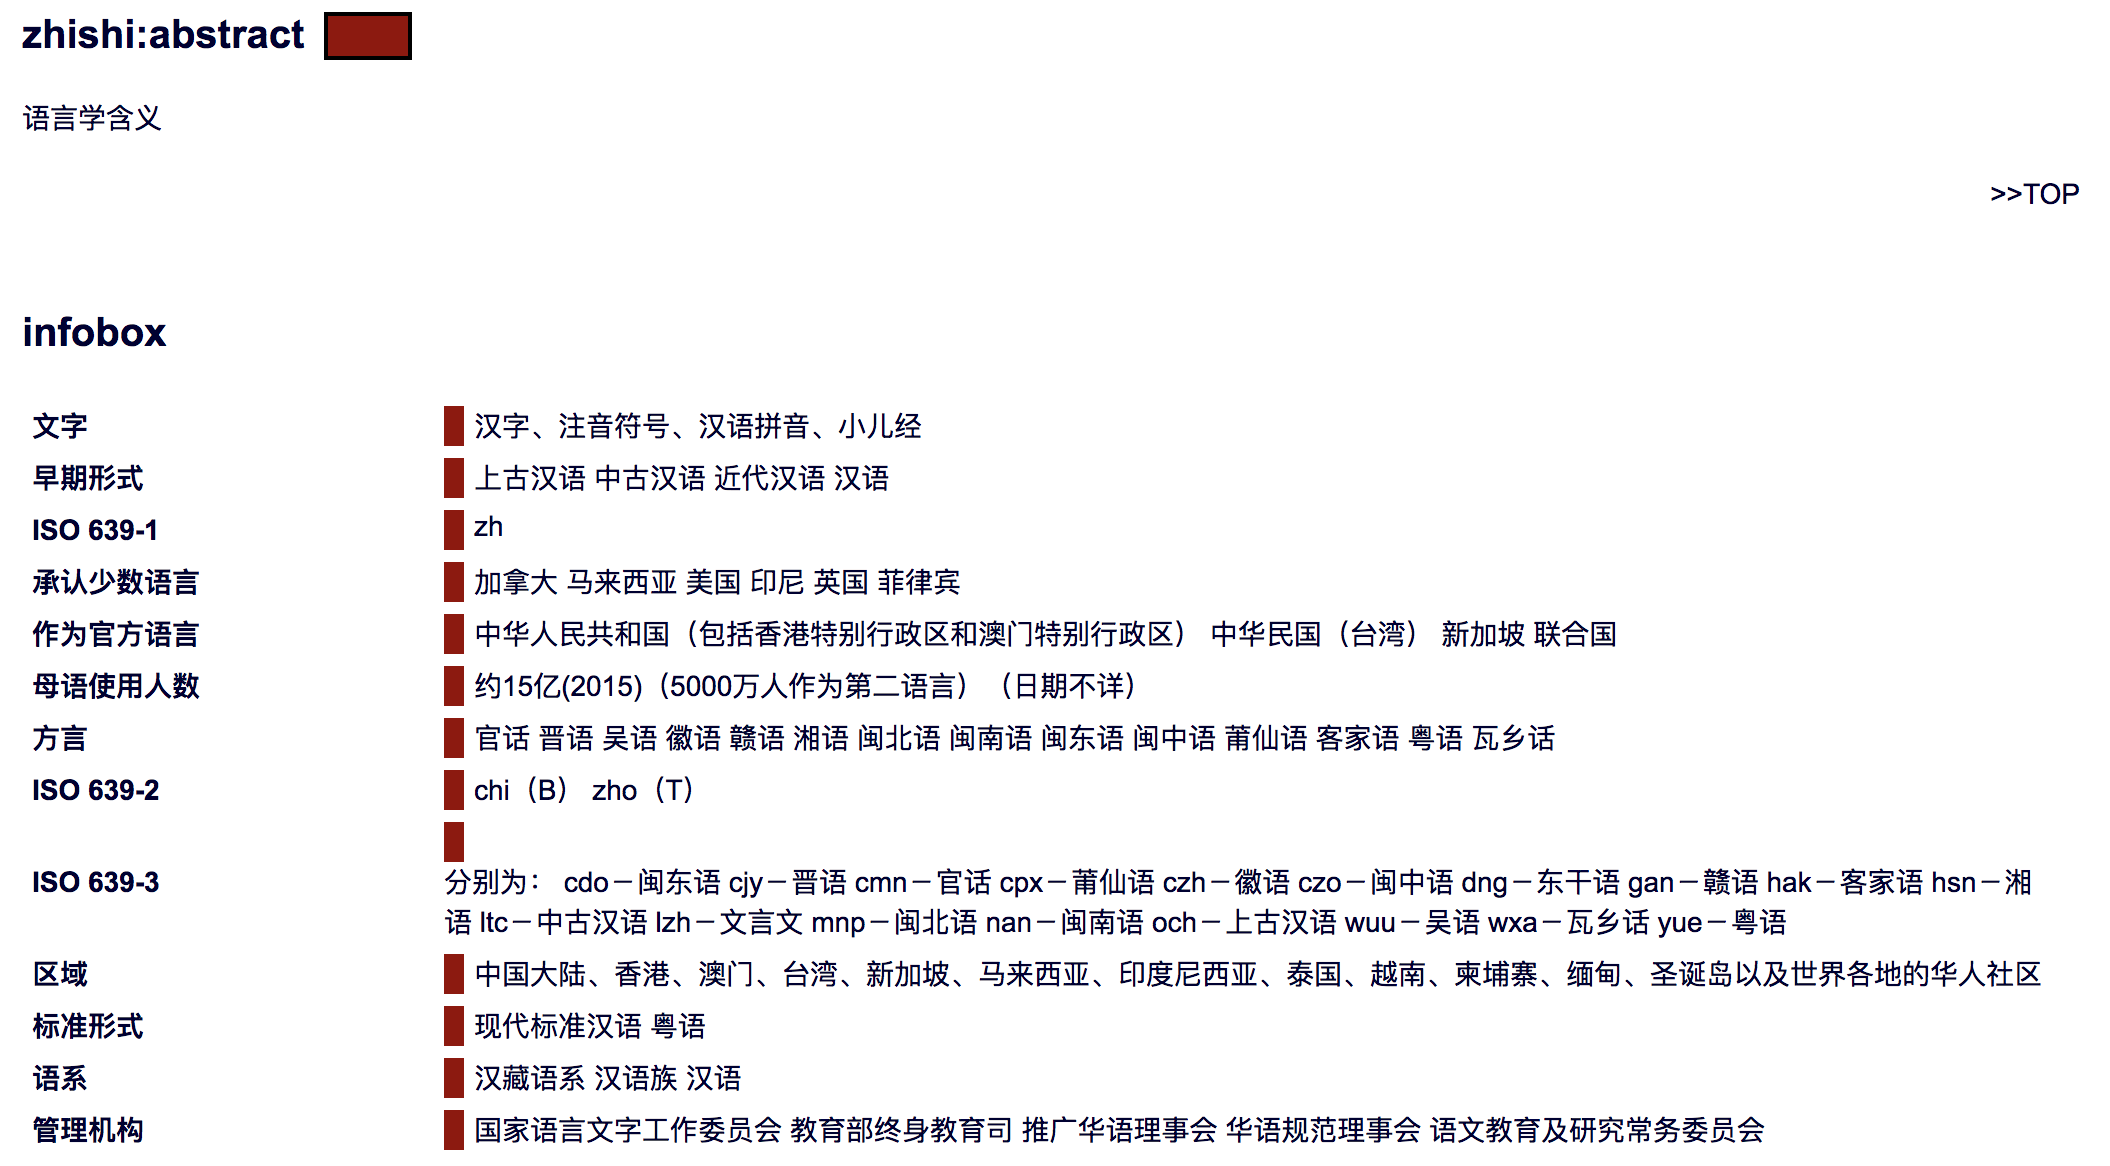 zhishi:abstract
语言学含义
>>TOP
infobox
文字 汉字、注音符号、汉语拼音、小儿经
早期形式 上古汉语 中古汉语 近代汉语 汉语
ISO 639-1 zh
承认少数语言 加拿大 马来西亚 美国 印尼 英国 菲律宾
作为官方语言 中华人民共和国（包括香港特别行政区和澳门特别行政区） 中华民国（台湾） 新加坡 联合国
母语使用人数 约15亿(2015)（5000万人作为第二语言）（日期不详）
方言 官话 晋语 吴语 徽语 赣语 湘语 闽北语 闽南语 闽东语 闽中语 莆仙语 客家语 粤语 瓦乡话
ISO 639-2 chi（B） zho（T）
ISO 639-3 分别为： cdo－闽东语 cjy－晋语 cmn－官话 cpx－莆仙语 czh－徽语 czo－闽中语 dng－东干语 gan－赣语 hak－客家语 hsn－湘
语 ltc－中古汉语 lzh－文言文 mnp－闽北语 nan－闽南语 och－上古汉语 wuu－吴语 wxa－瓦乡话 yue－粤语
区域 中国大陆、香港、澳门、台湾、新加坡、马来西亚、印度尼西亚、泰国、越南、柬埔寨、缅甸、圣诞岛以及世界各地的华人社区
标准形式 现代标准汉语 粤语
语系 汉藏语系 汉语族 汉语
管理机构 国家语言文字工作委员会 教育部终身教育司 推广华语理事会 华语规范理事会 语文教育及研究常务委员会